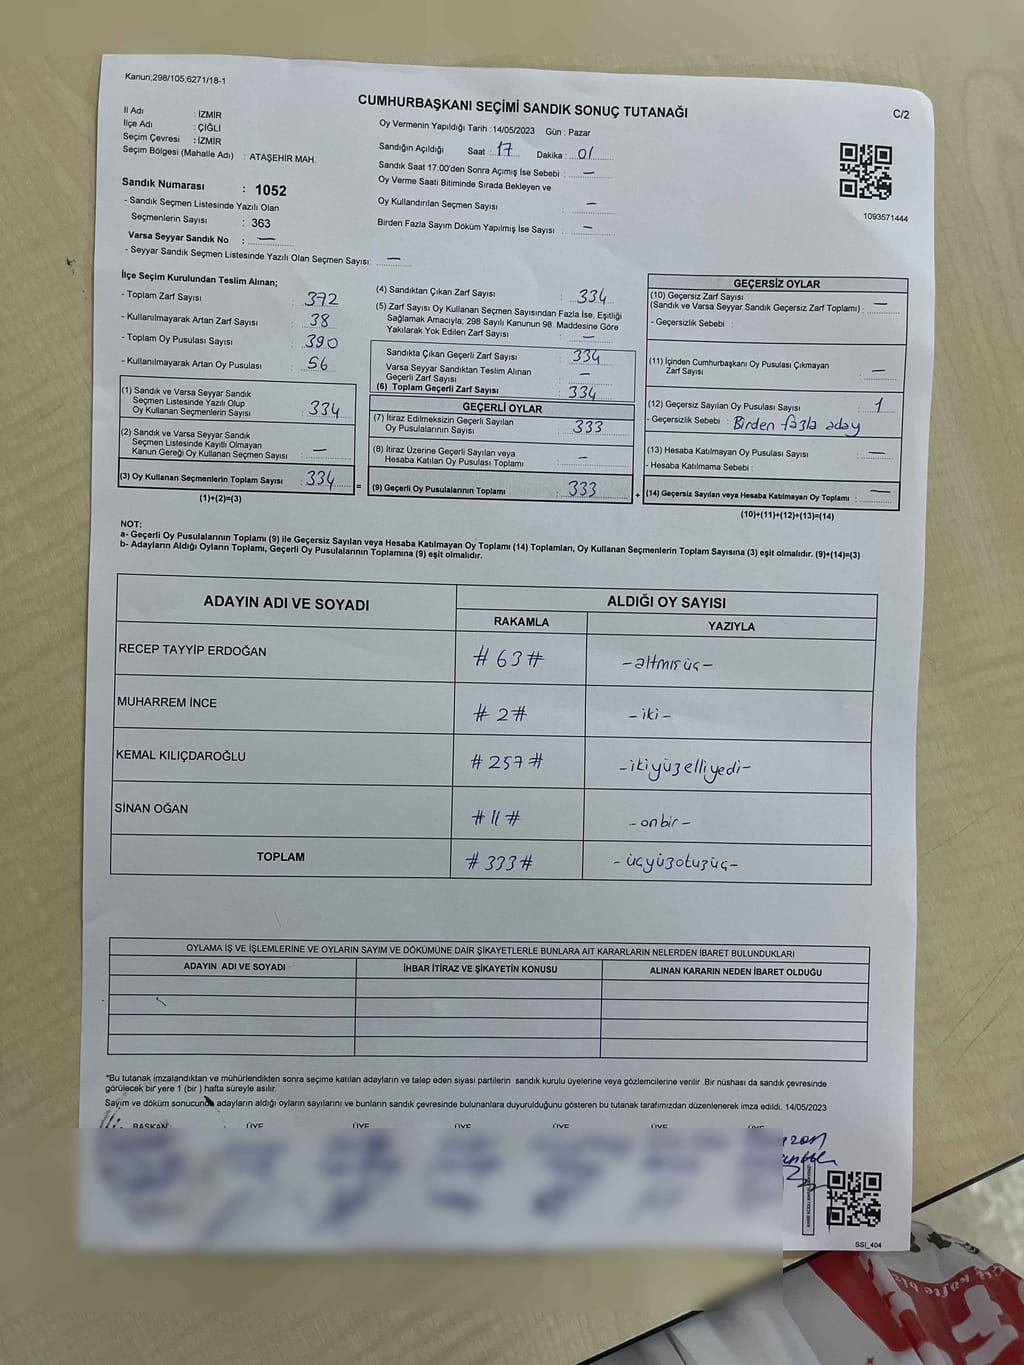 Kanun;298/105;6271/18-1
CUMHURBAŞKANI SEÇİMİ SANDIK SONUÇ TUTANAĞI
C/2
İl Adı : İZMİR
İlçe Adı : ÇİĞLİ
Seçim Çevresi : İZMİR
Seçim Bölgesi (Mahalle Adı) : ATAŞEHİR MAH.
Sandık Numarası : 1052
- Sandık Seçmen Listesinde Yazılı Olan
Seçmenlerin Sayısı : 363
Varsa Seyyar Sandık No : —
- Seyyar Sandık Seçmen Listesinde Yazılı Olan Seçmen Sayısı: —
Oy Vermenin Yapıldığı Tarih :14/05/2023 Gün : Pazar
Sandığın Açıldığı Saat : 17 Dakika : 01
Sandık Saat 17:00'den Sonra Açımış İse Sebebi : —
Oy Verme Saati Bitiminde Sırada Bekleyen ve
Oy Kullandırılan Seçmen Sayısı : —
Birden Fazla Sayım Döküm Yapılmış İse Sayısı : —
1093571444
İlçe Seçim Kurulundan Teslim Alınan;
- Toplam Zarf Sayısı : 372
- Kullanılmayarak Artan Zarf Sayısı : 38
- Toplam Oy Pusulası Sayısı : 390
- Kullanılmayarak Artan Oy Pusulası : 56
(1) Sandık ve Varsa Seyyar Sandık
Seçmen Listesinde Yazılı Olup
Oy Kullanan Seçmenlerin Sayısı : 334
(2) Sandık ve Varsa Seyyar Sandık
Seçmen Listesinde Kayıtlı Olmayan
Kanun Gereği Oy Kullanan Seçmen Sayısı : —
(3) Oy Kullanan Seçmenlerin Toplam Sayısı : 334
(1)+(2)=(3)
(4) Sandıktan Çıkan Zarf Sayısı : 334
(5) Zarf Sayısı Oy Kullanan Seçmen Sayısından Fazla İse, Eşitliği
Sağlamak Amacıyla, 298 Sayılı Kanunun 98. Maddesine Göre
Yakılarak Yok Edilen Zarf Sayısı : —
Sandıkta Çıkan Geçerli Zarf Sayısı : 334
Varsa Seyyar Sandıktan Teslim Alınan
Geçerli Zarf Sayısı : —
(6) Toplam Geçerli Zarf Sayısı : 334
GEÇERLİ OYLAR
(7) İtiraz Edilmeksizin Geçerli Sayılan
Oy Pusulalarının Sayısı : 333
(8) İtiraz Üzerine Geçerli Sayılan veya
Hesaba Katılan Oy Pusulası Toplamı : —
= (9) Geçerli Oy Pusulalarının Toplamı : 333 +
GEÇERSİZ OYLAR
(10) Geçersiz Zarf Sayısı
(Sandık ve Varsa Seyyar Sandık Geçersiz Zarf Toplamı) : —
- Geçersizlik Sebebi :
(11) İçinden Cumhurbaşkanı Oy Pusulası Çıkmayan
Zarf Sayısı : —
(12) Geçersiz Sayılan Oy Pusulası Sayısı : 1
- Geçersizlik Sebebi : Birden fazla aday
(13) Hesaba Katılmayan Oy Pusulası Sayısı : —
- Hesaba Katılmama Sebebi :
(14) Geçersiz Sayılan veya Hesaba Katılmayan Oy Toplamı : —
(10)+(11)+(12)+(13)=(14)
NOT:
a- Geçerli Oy Pusulalarının Toplamı (9) ile Geçersiz Sayılan veya Hesaba Katılmayan Oy Toplamı (14) Toplamları, Oy Kullanan Seçmenlerin Toplam Sayısına (3) eşit olmalıdır. (9)+(14)=(3)
b- Adayların Aldığı Oyların Toplamı, Geçerli Oy Pusulalarının Toplamına (9) eşit olmalıdır.
ADAYIN ADI VE SOYADI ALDIĞI OY SAYISI
RAKAMLA YAZIYLA
RECEP TAYYİP ERDOĞAN # 63 # -altmışüç-
MUHARREM İNCE # 2 # -iki-
KEMAL KILIÇDAROĞLU # 257 # -ikiyüzelliyedi-
SİNAN OĞAN # 11 # -onbir-
TOPLAM # 333 # -üçyüzotuzüç-
OYLAMA İŞ VE İŞLEMLERİNE VE OYLARIN SAYIM VE DÖKÜMÜNE DAİR ŞİKAYETLERLE BUNLARA AİT KARARLARIN NELERDEN İBARET BULUNDUKLARI
ADAYIN ADI VE SOYADI İHBAR İTİRAZ VE ŞİKAYETİN KONUSU ALINAN KARARIN NEDEN İBARET OLDUĞU
*Bu tutanak imzalandıktan ve mühürlendikten sonra seçime katılan adayların ve talep eden siyasi partilerin sandık kurulu üyelerine veya gözlemcilerine verilir .Bir nüshası da sandık çevresinde
görülecek bir yere 1 (bir ) hafta süreyle asılır.
Sayım ve döküm sonucunda adayların aldığı oyların sayılarını ve bunların sandık çevresinde bulunanlara duyurulduğunu gösteren bu tutanak tarafımızdan düzenlenerek imza edildi. 14/05/2023
BAŞKAN ÜYE ÜYE ÜYE ÜYE ÜYE ÜYE
SSI_404